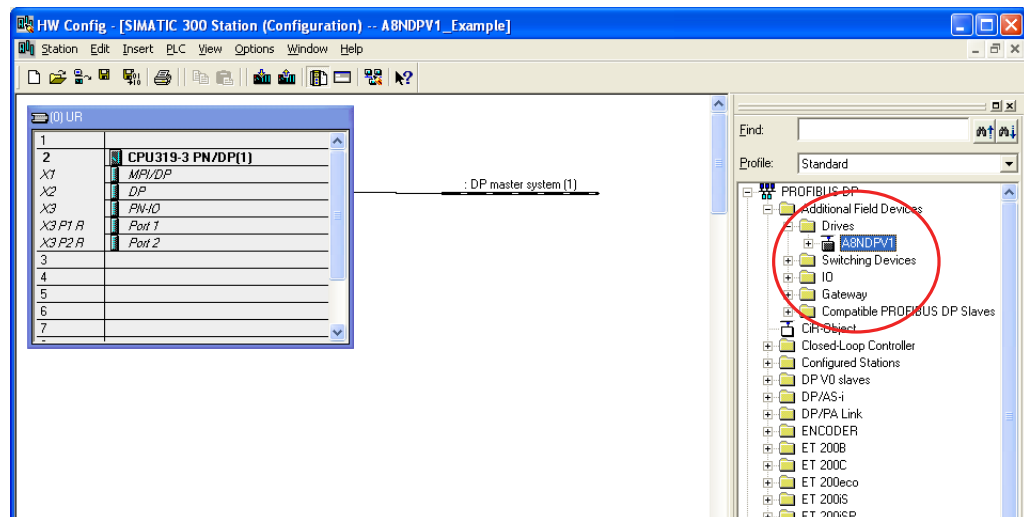 HW Config - [SIMATIC 300 Station (Configuration) -- A8NDPV1_Example]
Station Edit Insert PLC View Options Window Help
(0) UR
1
2 CPU319-3 PN/DP(1)
X1 MPI/DP
X2 DP
X3 PN-IO
X3 P1 R Port 1
X3 P2 R Port 2
3
4
5
6
7
: DP master system (1)
Find:
Profile: Standard
PROFIBUS DP
Additional Field Devices
Drives
A8NDPV1
Switching Devices
IO
Gateway
Compatible PROFIBUS DP Slaves
CiR-Object
Closed-Loop Controller
Configured Stations
DP V0 slaves
DP/AS-i
DP/PA Link
ENCODER
ET 200B
ET 200C
ET 200eco
ET 200iS
ET 200iSP